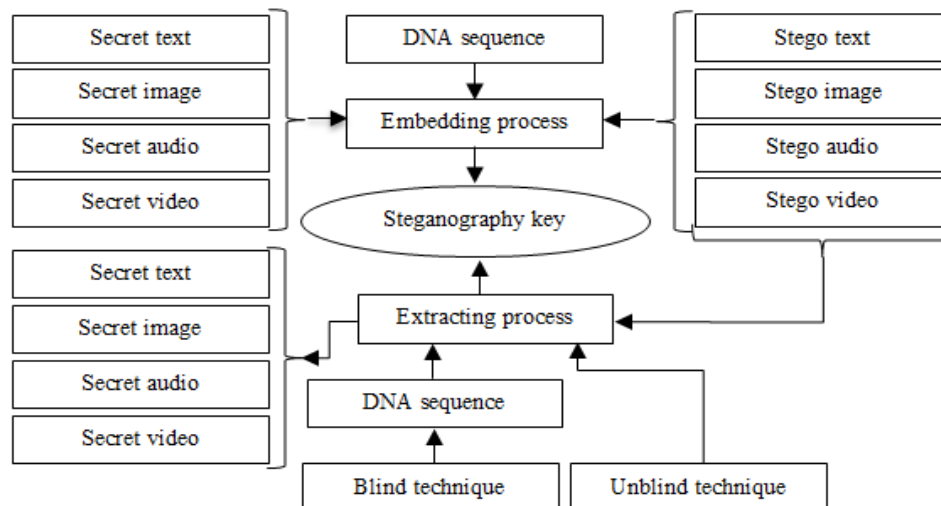 Secret text
Secret image
Secret audio
Secret video
DNA sequence
Embedding process
Steganography key
Stego text
Stego image
Stego audio
Stego video
Secret text
Secret image
Secret audio
Secret video
Extracting process
DNA sequence
Blind technique
Unblind technique